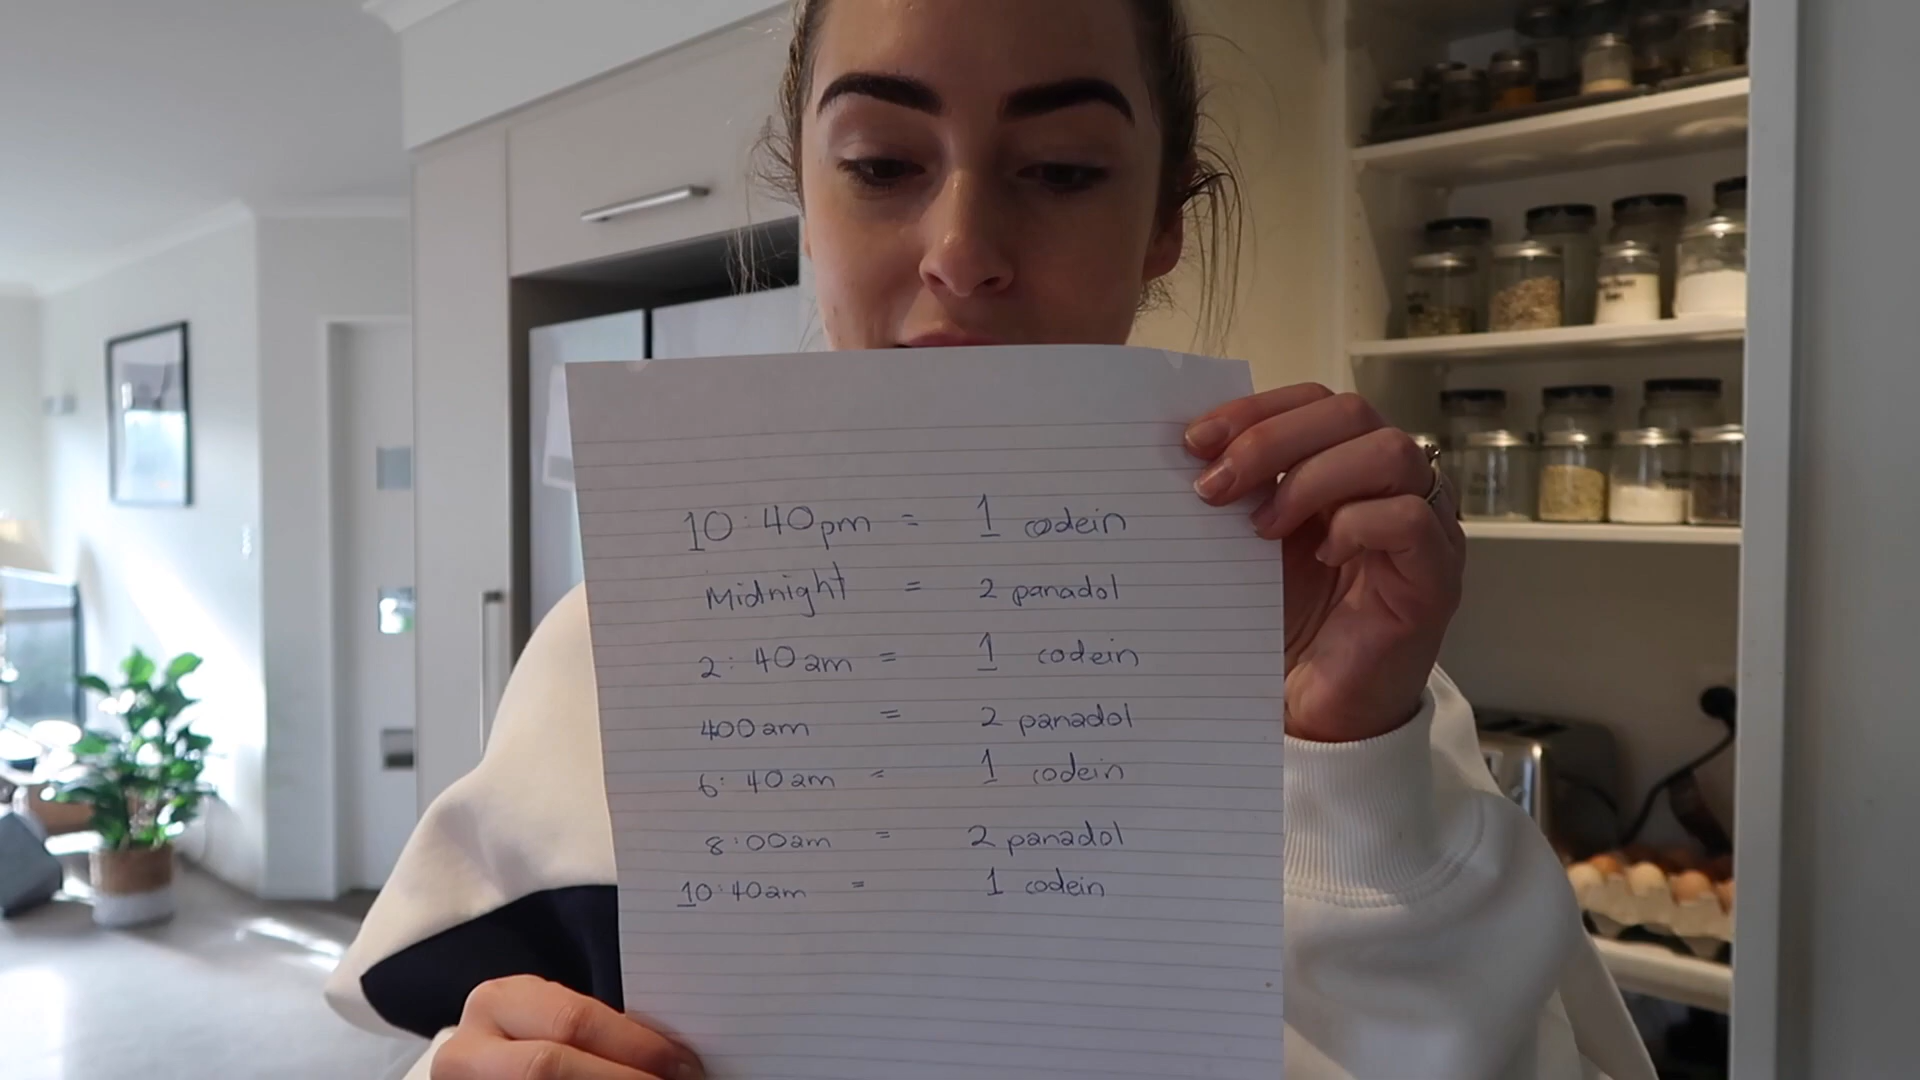 10:40pm = 1 codein
Midnight = 2 panadol
2:40am = 1 codein
400am = 2 panadol
6:40am = 1 codein
8:00am = 2 panadol
10:40am = 1 codein